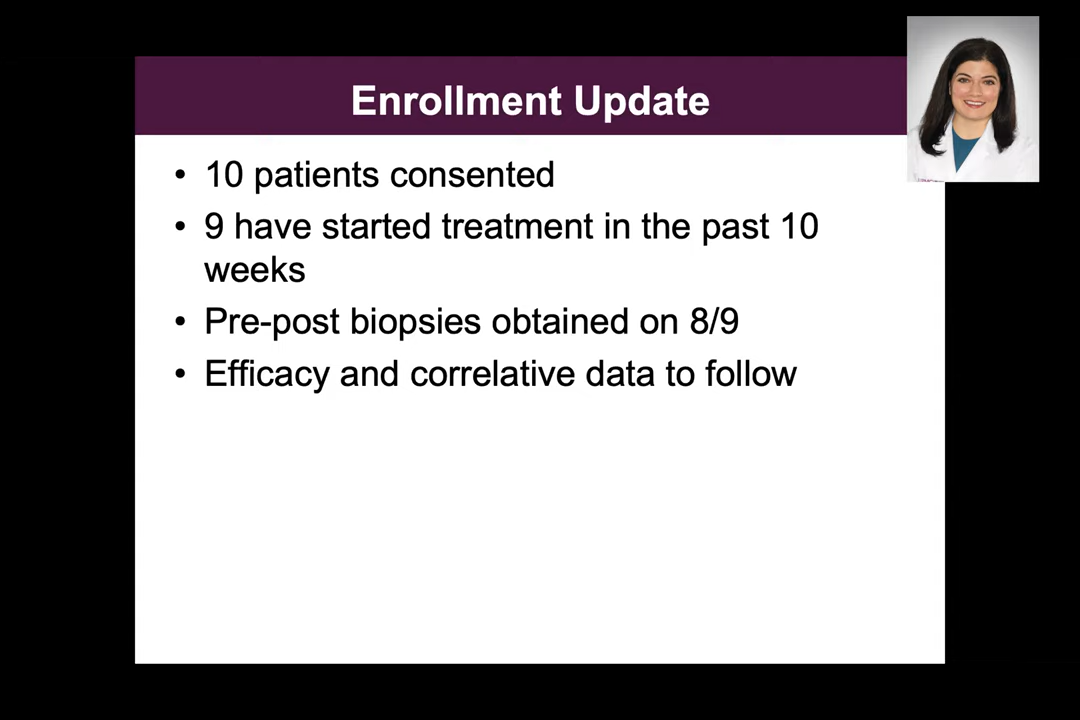 Enrollment Update
• 10 patients consented
• 9 have started treatment in the past 10
weeks
• Pre-post biopsies obtained on 8/9
• Efficacy and correlative data to follow